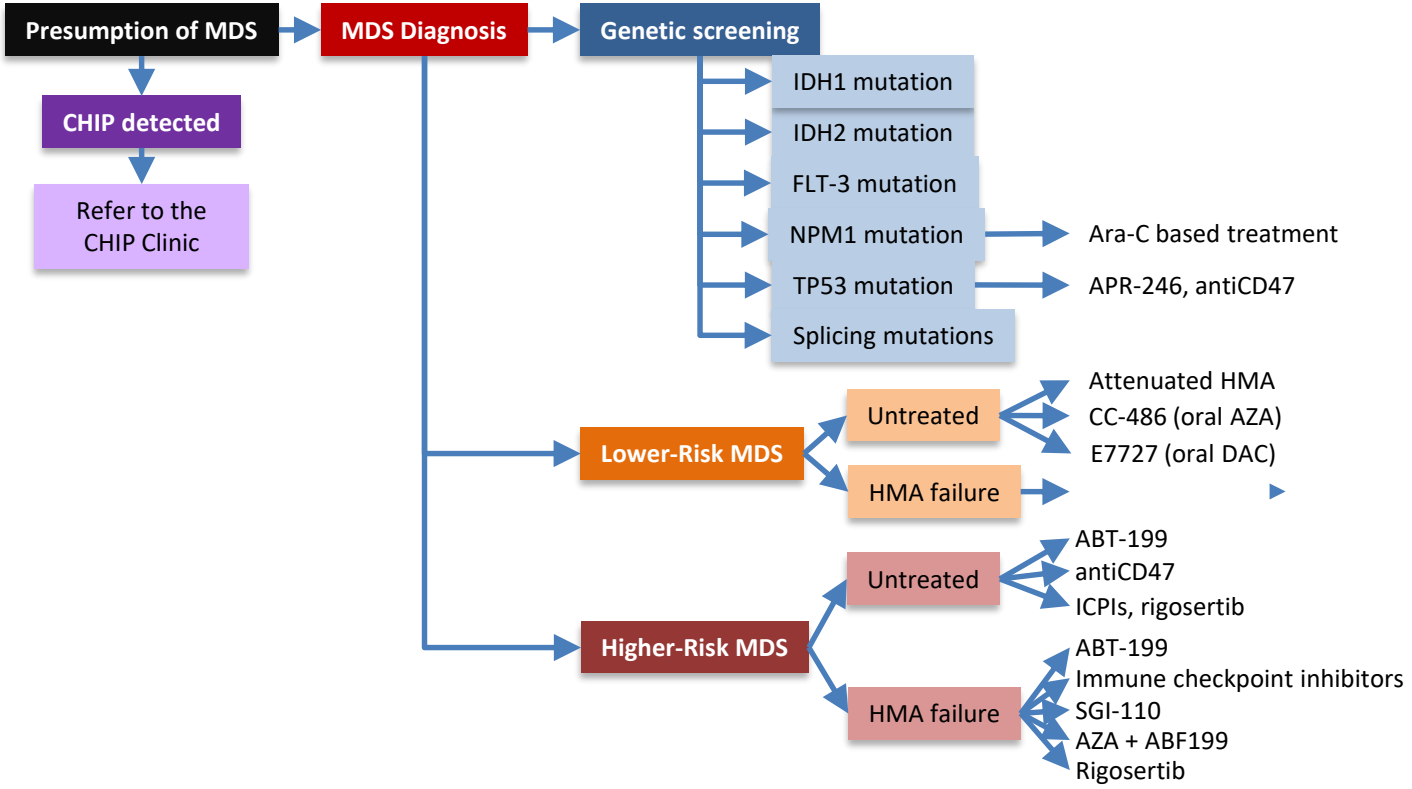 Presumption of MDS
MDS Diagnosis
Genetic screening
CHIP detected
Refer to the
CHIP Clinic
IDH1 mutation
IDH2 mutation
FLT-3 mutation
NPM1 mutation
Ara-C based treatment
TP53 mutation
APR-246, antiCD47
Splicing mutations
Lower-Risk MDS
Untreated
Attenuated HMA
CC-486 (oral AZA)
E7727 (oral DAC)
HMA failure
Higher-Risk MDS
Untreated
ABT-199
antiCD47
ICPIs, rigosertib
HMA failure
ABT-199
Immune checkpoint inhibitors
SGI-110
AZA + ABF199
Rigosertib